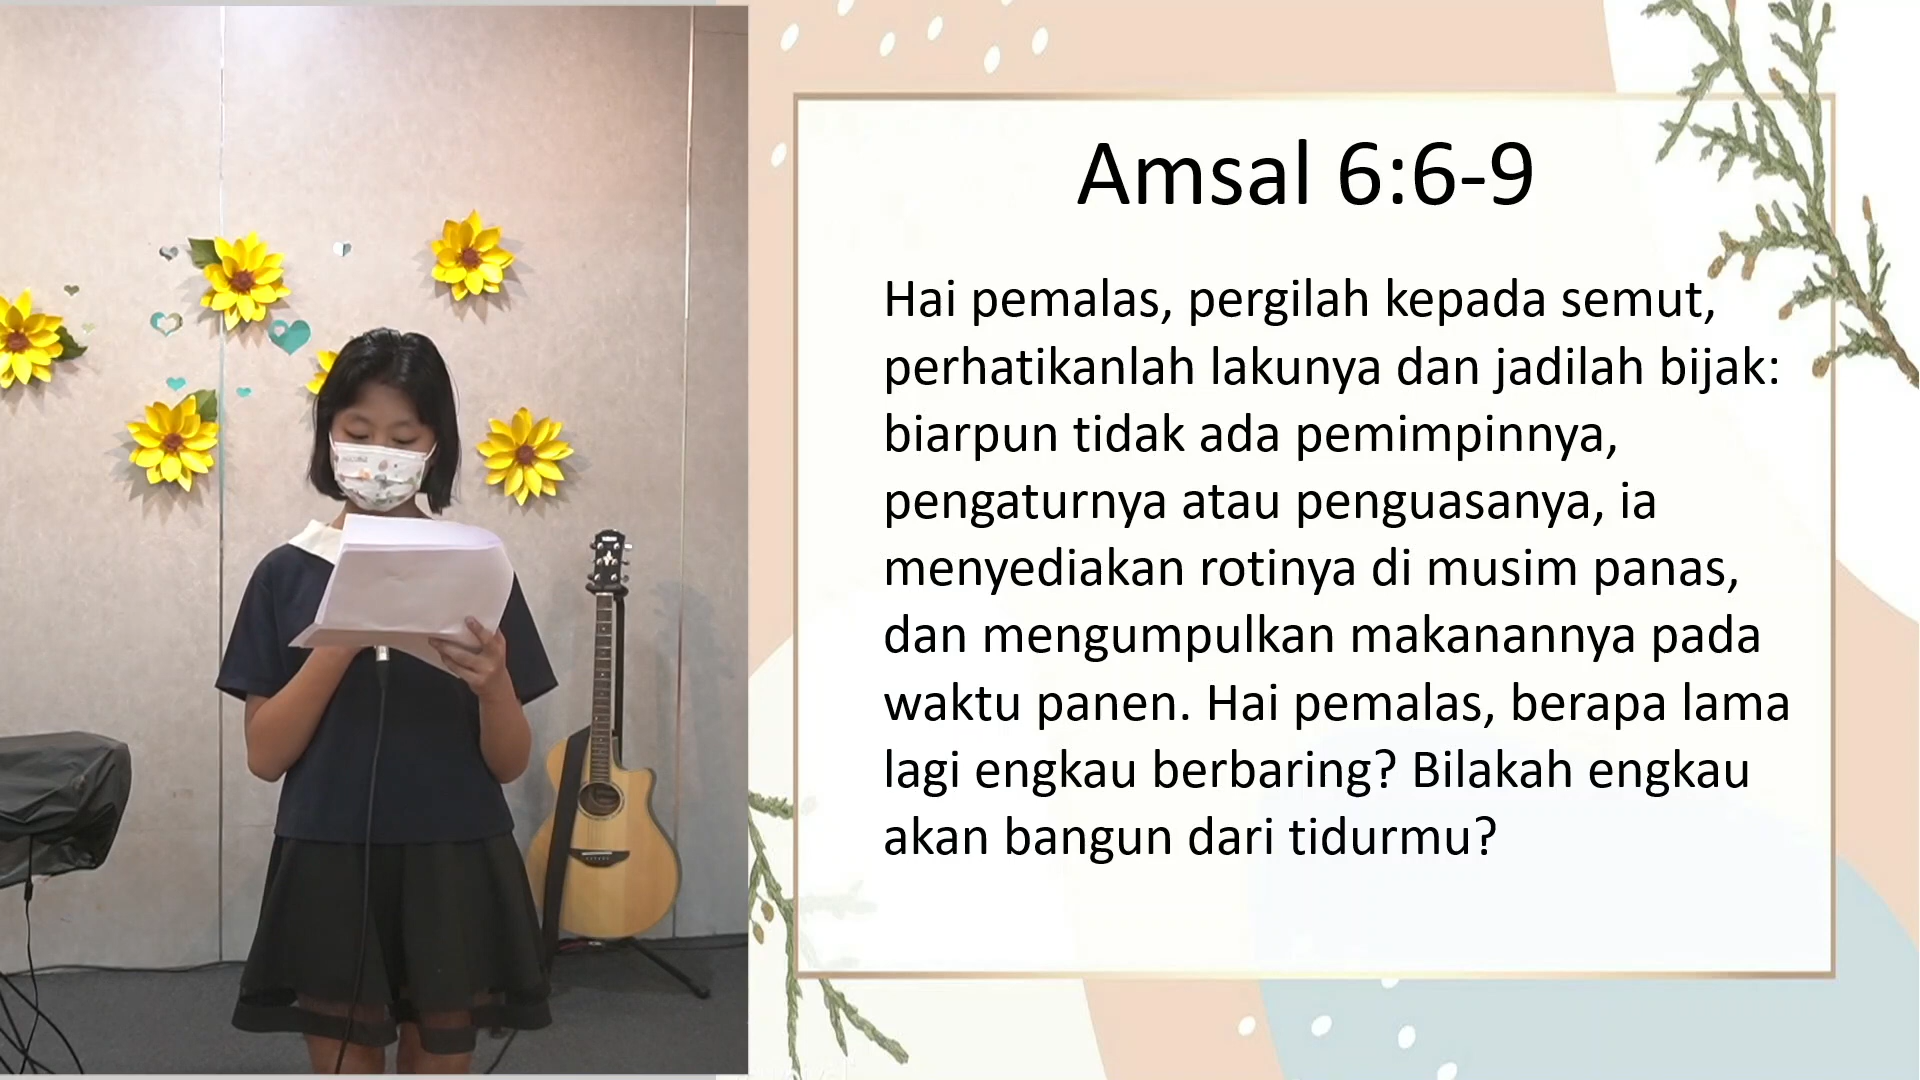 Amsal 6:6-9
Hai pemalas, pergilah kepada semut,
perhatikanlah lakunya dan jadilah bijak:
biarpun tidak ada pemimpinnya,
pengaturnya atau penguasanya, ia
menyediakan rotinya di musim panas,
dan mengumpulkan makanannya pada
waktu panen. Hai pemalas, berapa lama
lagi engkau berbaring? Bilakah engkau
akan bangun dari tidurmu?